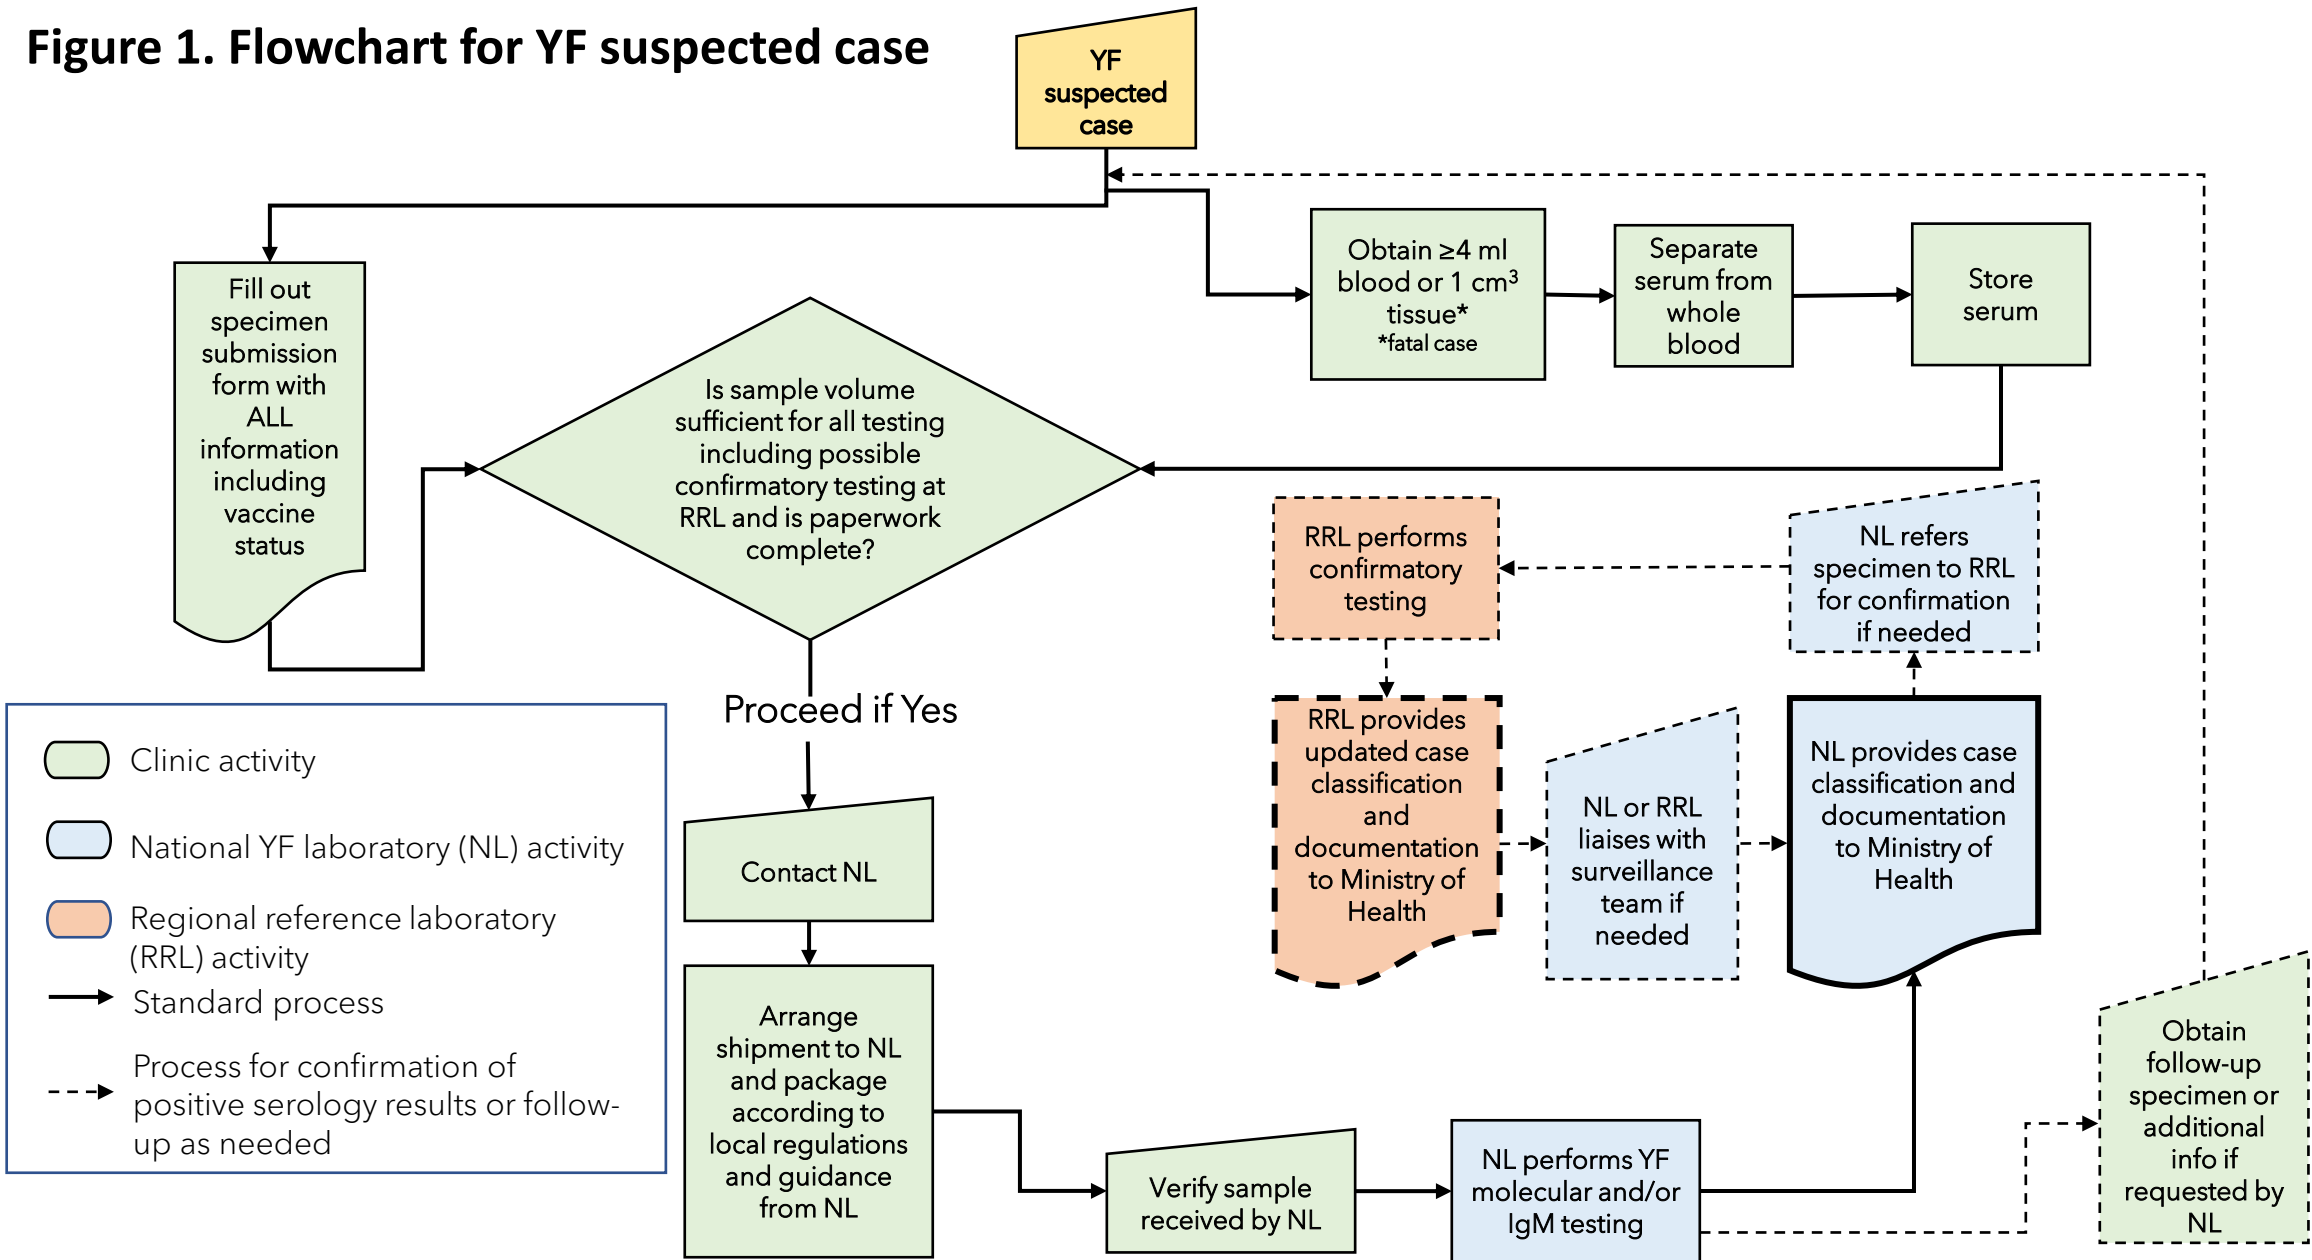 Figure 1. Flowchart for YF suspected case
YF
suspected
case
Fill out
specimen
submission
form with
ALL
information
including
vaccine
status
Obtain ≥4 ml
blood or 1 cm³
tissue*
*fatal case
Separate
serum from
whole
blood
Store
serum
Is sample volume
sufficient for all testing
including possible
confirmatory testing at
RRL and is paperwork
complete?
Proceed if Yes
Contact NL
Arrange
shipment to NL
and package
according to
local regulations
and guidance
from NL
Verify sample
received by NL
NL performs YF
molecular and/or
IgM testing
NL provides case
classification and
documentation
to Ministry of
Health
NL refers
specimen to RRL
for confirmation
if needed
RRL performs
confirmatory
testing
RRL provides
updated case
classification
and
documentation
to Ministry of
Health
NL or RRL
liaises with
surveillance
team if
needed
Obtain
follow-up
specimen or
additional
info if
requested by
NL
Clinic activity
National YF laboratory (NL) activity
Regional reference laboratory
(RRL) activity
Standard process
Process for confirmation of
positive serology results or follow-
up as needed